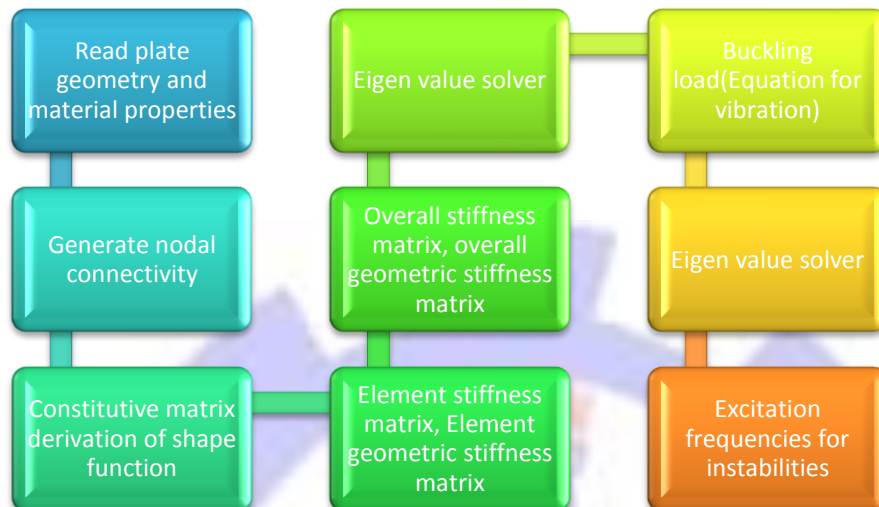 Read plate
geometry and
material properties
Generate nodal
connectivity
Constitutive matrix
derivation of shape
function
Element stiffness
matrix, Element
geometric stiffness
matrix
Overall stiffness
matrix, overall
geometric stiffness
matrix
Eigen value solver
Buckling
load(Equation for
vibration)
Eigen value solver
Excitation
frequencies for
instabilities